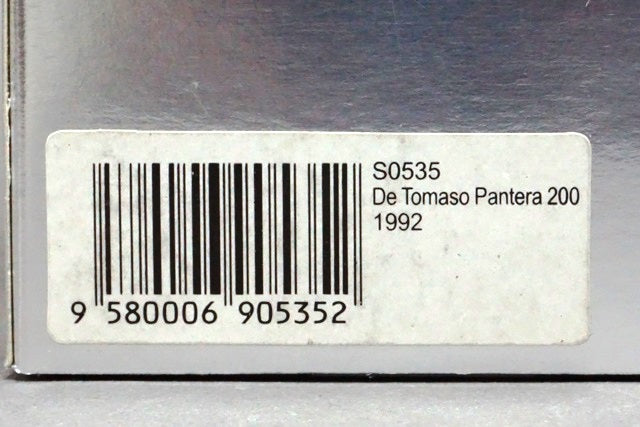 S0535
De Tomaso Pantera 200
1992
9 580006 905352